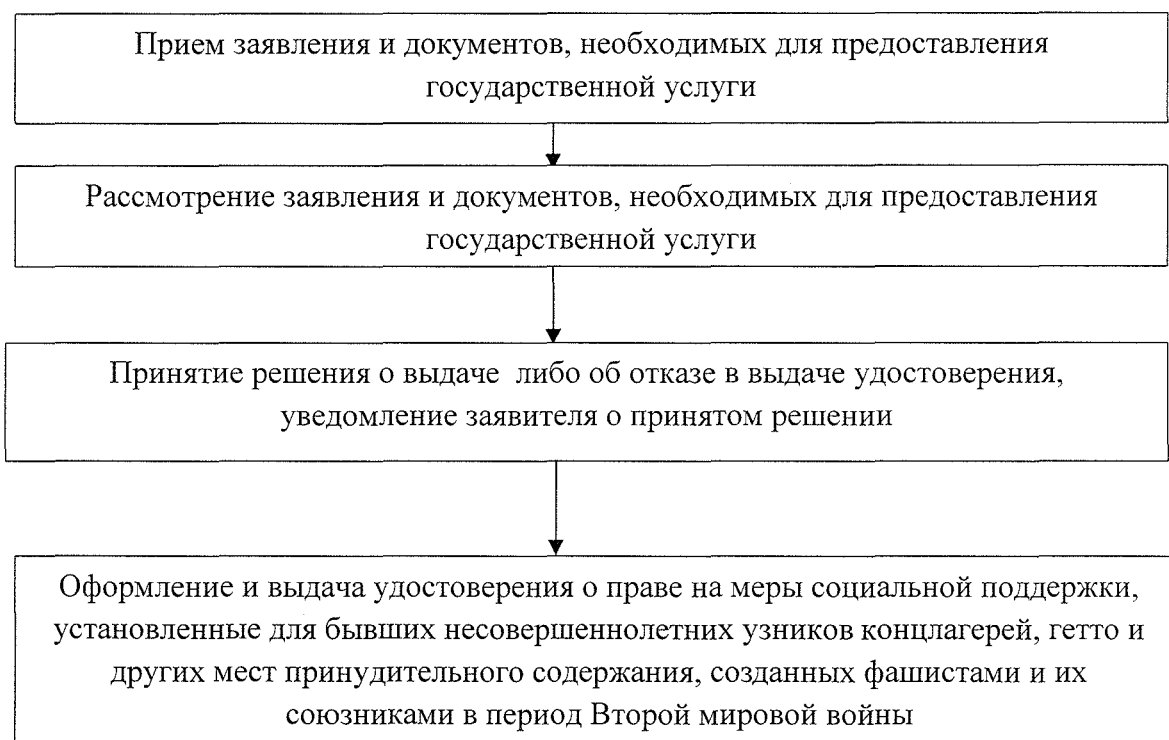 Прием заявления и документов, необходимых для предоставления
государственной услуги
Рассмотрение заявления и документов, необходимых для предоставления
государственной услуги
Принятие решения о выдаче либо об отказе в выдаче удостоверения,
уведомление заявителя о принятом решении
Оформление и выдача удостоверения о праве на меры социальной поддержки,
установленные для бывших несовершеннолетних узников концлагерей, гетто и
других мест принудительного содержания, созданных фашистами и их
союзниками в период Второй мировой войны